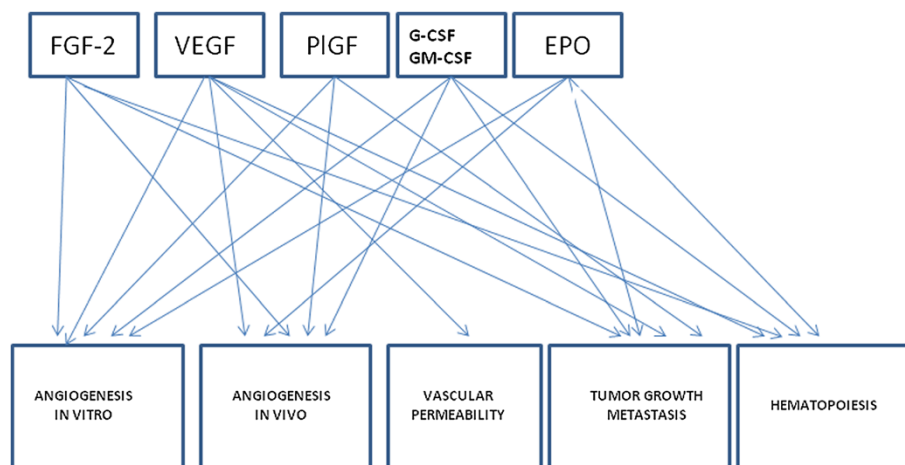 FGF-2
VEGF
PlGF
G-CSF
GM-CSF
EPO
ANGIOGENESIS
IN VITRO
ANGIOGENESIS
IN VIVO
VASCULAR
PERMEABILITY
TUMOR GROWTH
METASTASIS
HEMATOPOIESIS